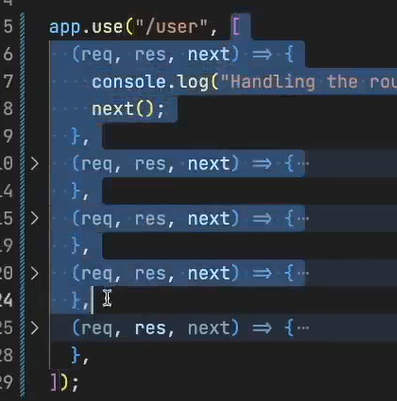 5 app.use("/user", [
6 (req, res, next) => {
7 console.log("Handling the rou
8 next();
9 },
10 > (req, res, next) => {…
14 },
15 > (req, res, next) => {…
19 },
20 > (req, res, next) => {…
24 },
25 > (req, res, next) => {…
28 },
29 ]);